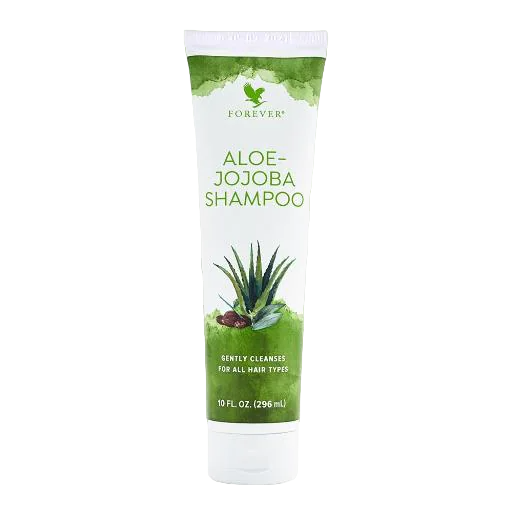 FOREVER®
ALOE-
JOJOBA
SHAMPOO
GENTLY CLEANSES
FOR ALL HAIR TYPES
10 FL. OZ. (296 mL)